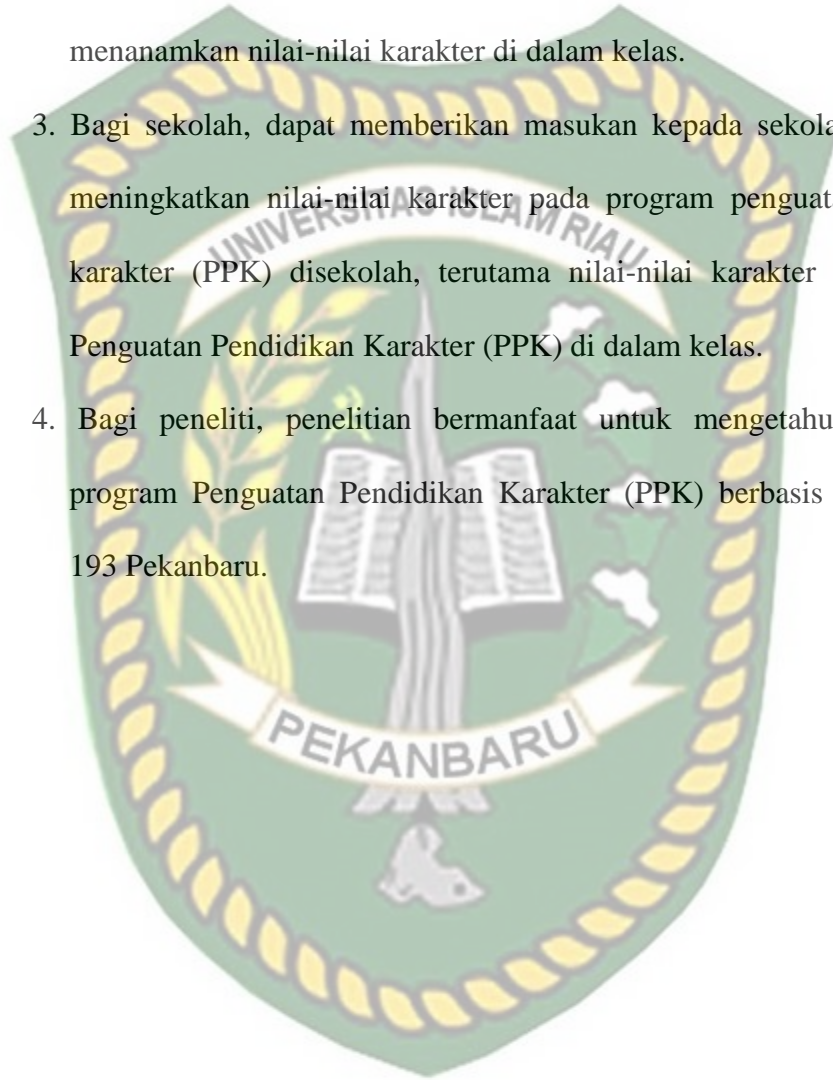 menanamkan nilai-nilai karakter di dalam kelas.
3. Bagi sekolah, dapat memberikan masukan kepada sekola
meningkatkan nilai-nilai karakter pada program penguat
UNIVERSITAS ISLAM RIAU
karakter (PPK) disekolah, terutama nilai-nilai karakter
Penguatan Pendidikan Karakter (PPK) di dalam kelas.
4. Bagi peneliti, penelitian bermanfaat untuk mengetahu
program Penguatan Pendidikan Karakter (PPK) berbasis
193 Pekanbaru.
PEKANBARU